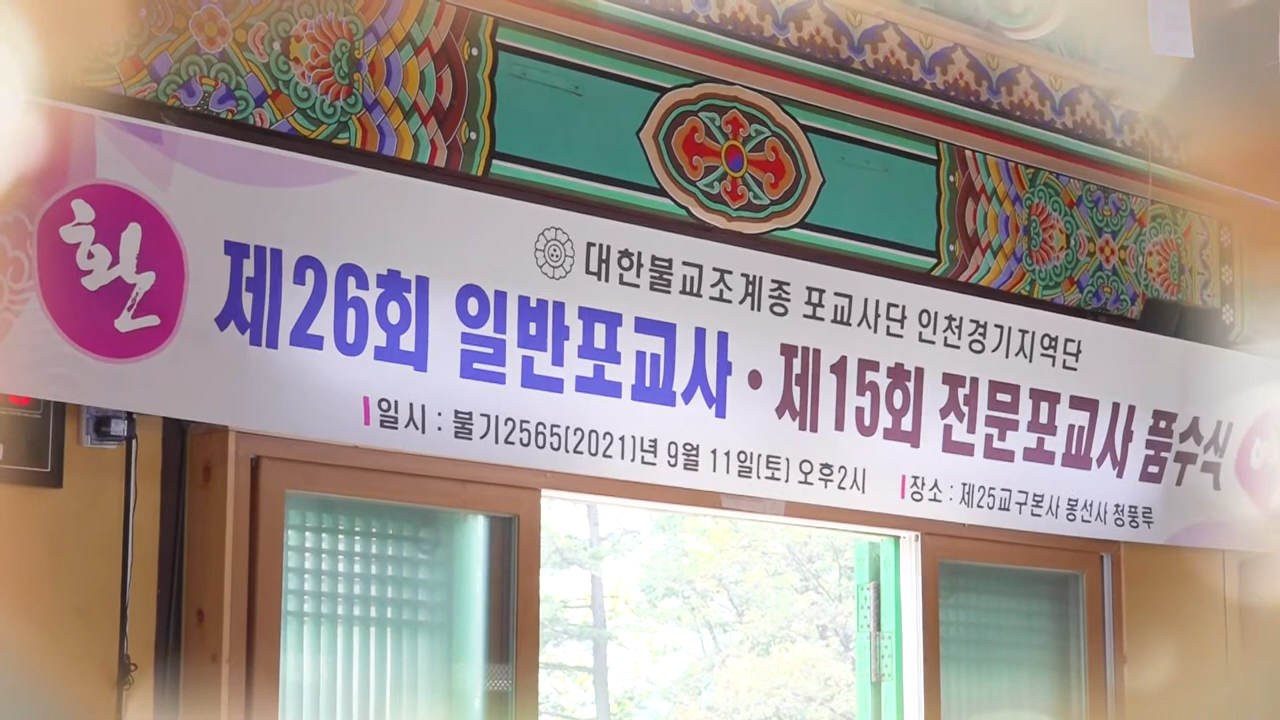 환
대한불교조계종 포교사단 인천경기지역단
제26회 일반포교사·제15회 전문포교사 품수식
일시 : 불기2565(2021)년 9월 11일(토) 오후2시
장소 : 제25교구본사 봉선사 청풍루